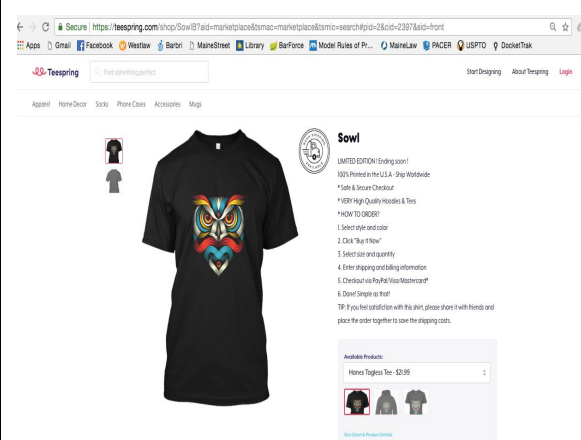 Secure https://teespring.com/shop/SowlB?aid=marketplace&tsmac=marketplace&tsmic=search#pid=2&cid=2397&sid=front
Apps Gmail Facebook Westlaw Barbri MaineStreet Library BarForce Model Rules of Pr... MaineLaw PACER USPTO DocketTrak
Teespring Find something perfect Start Designing About Teespring Login
Apparel Home Decor Socks Phone Cases Accessories Mugs
Sowl
LIMITED EDITION ! Ending soon !
100% Printed in the U.S.A - Ship Worldwide
* Safe & Secure Checkout
* VERY High Quality Hoodies & Tees
* HOW TO ORDER?
1. Select style and color
2. Click "Buy it Now"
3. Select size and quantity
4. Enter shipping and billing information
5. Checkout via PayPal/Visa/Mastercard*
6. Done! Simple as that!
TIP: If you feel satisfiction with this shirt, please share it with friends and
place the order together to save the shipping costs.
Available Products:
Hanes Tagless Tee - $21.99
Size Chart & Product Details